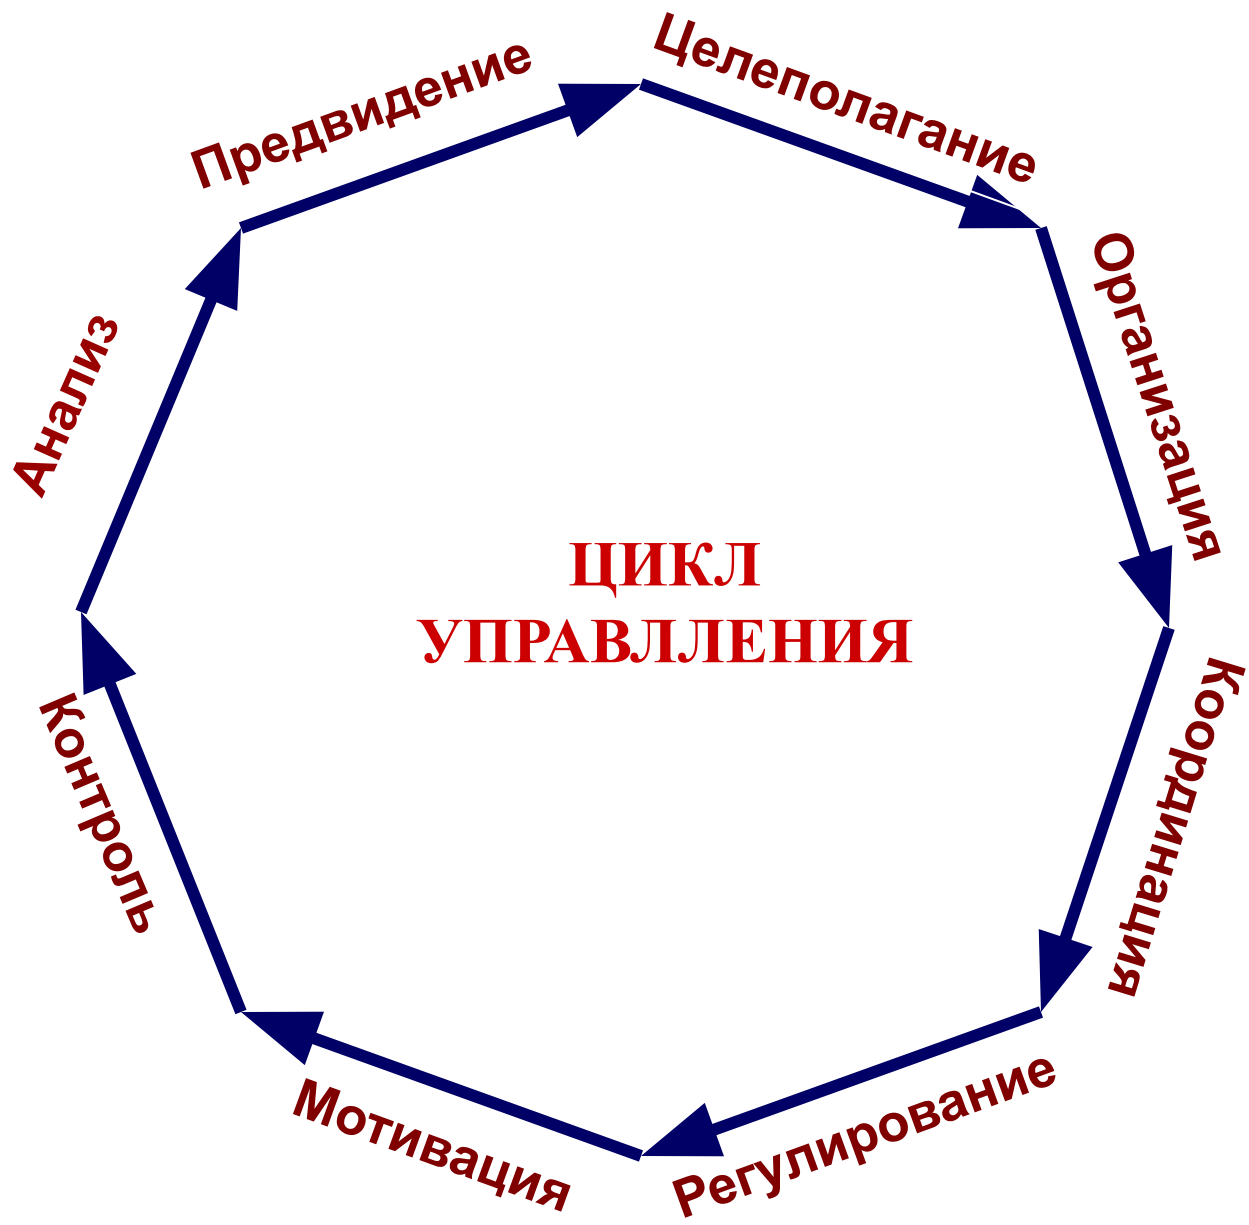 Целеполагание
Организация
Координация
Регулирование
Мотивация
Контроль
Анализ
Предвидение
ЦИКЛ
УПРАВЛЛЕНИЯ